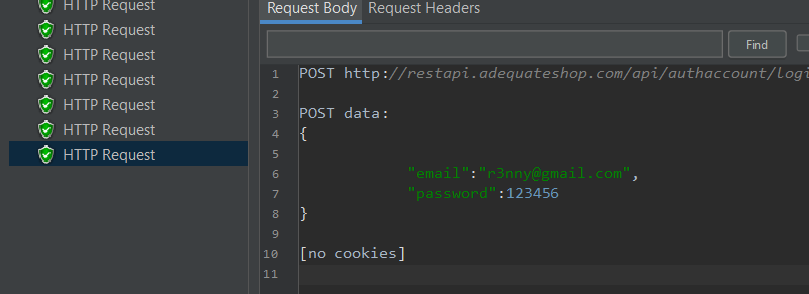 HTTP Request
HTTP Request
HTTP Request
HTTP Request
HTTP Request
HTTP Request
HTTP Request
Request Body Request Headers
Find
1 POST http://restapi.adequateshop.com/api/authaccount/logi
2
3 POST data:
4 {
5
6 "email":"r3nny@gmail.com",
7 "password":123456
8 }
9
10 [no cookies]
11